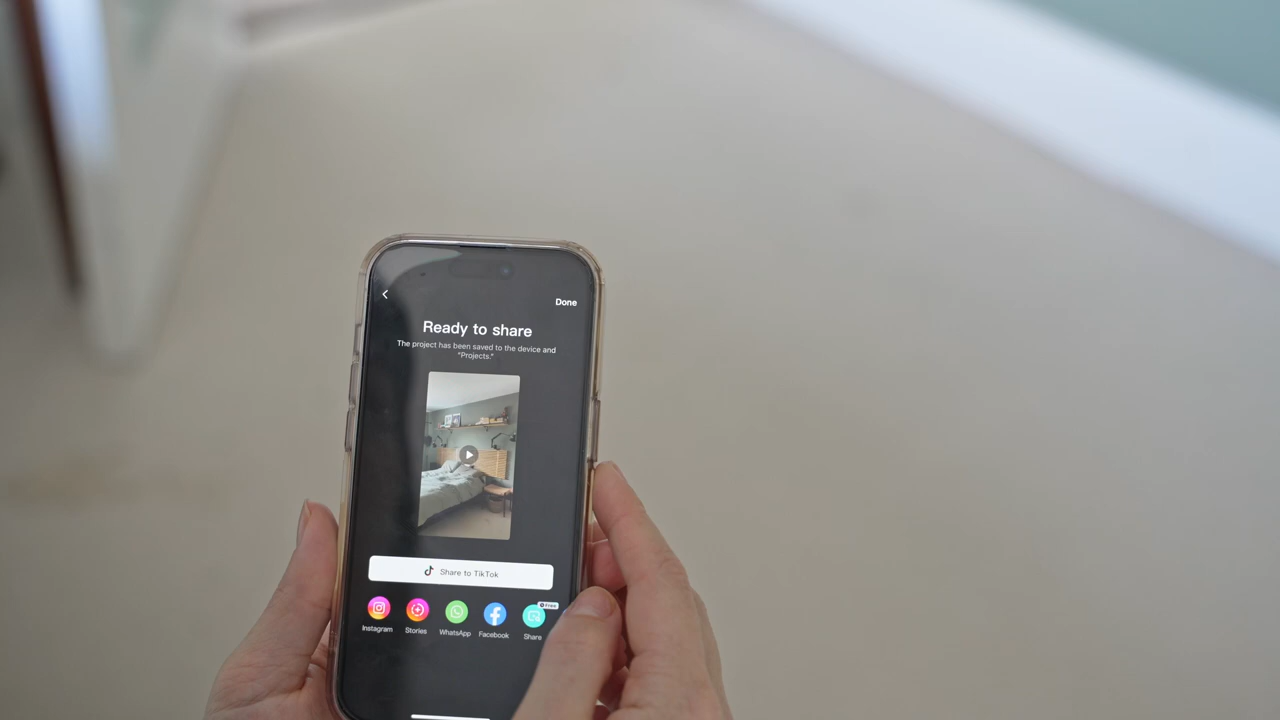 Done
Ready to share
The project has been saved to the device and
"Projects."
Share to TikTok
Free
Instagram
Stories
WhatsApp
Facebook
Share